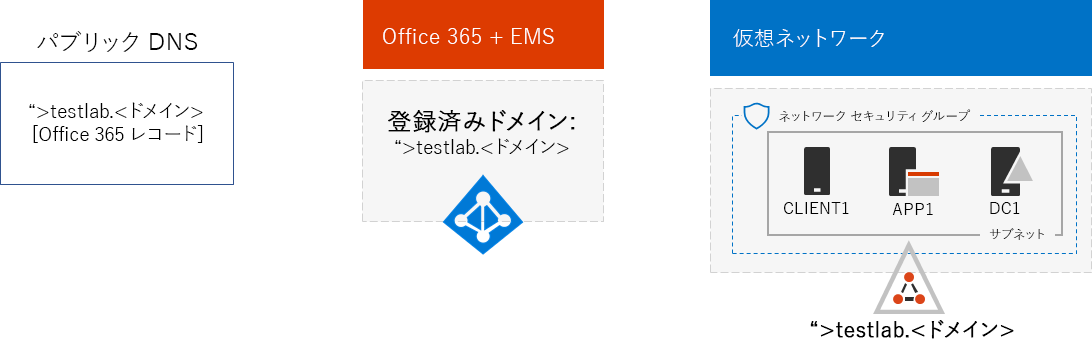 パブリック DNS
“>testlab.<ドメイン>
[Office 365 レコード]
Office 365 + EMS
登録済みドメイン:
“>testlab.<ドメイン>
仮想ネットワーク
ネットワーク セキュリティ グループ
CLIENT1
APP1
DC1
サブネット
“>testlab.<ドメイン>